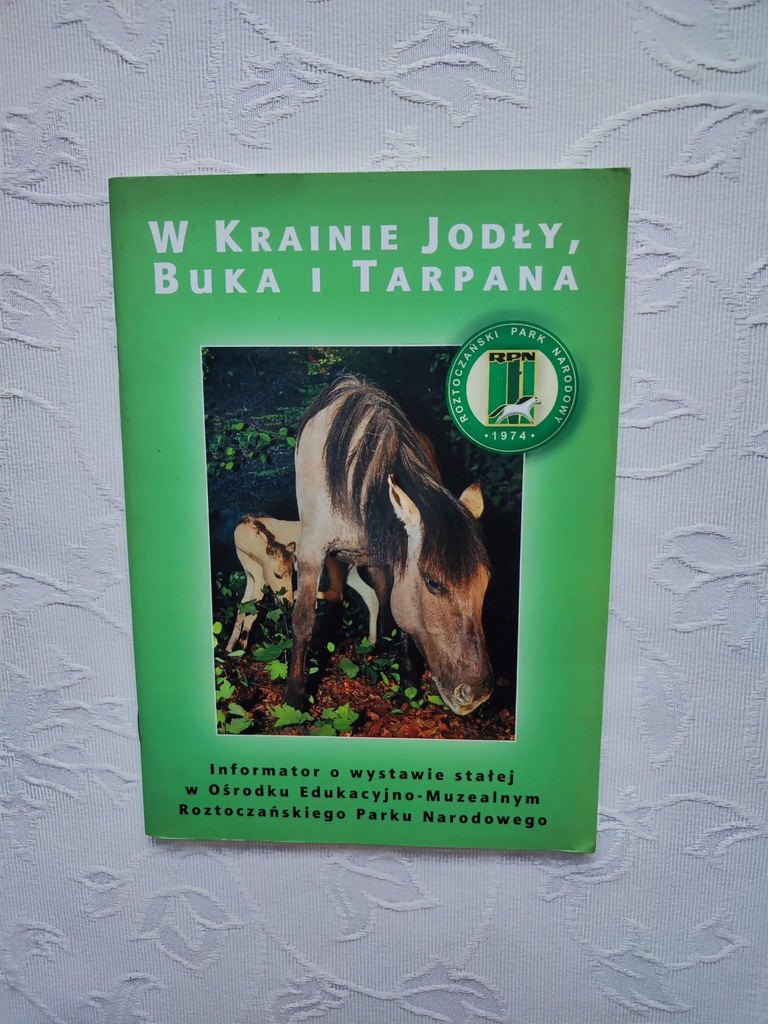 W KRAINIE JODŁY,
BUKA I TARPANA
ROZTOCZAŃSKI PARK NARODOWY
RPN
• 1974 •
Informator o wystawie stałej
w Ośrodku Edukacyjno-Muzealnym
Roztoczańskiego Parku Narodowego